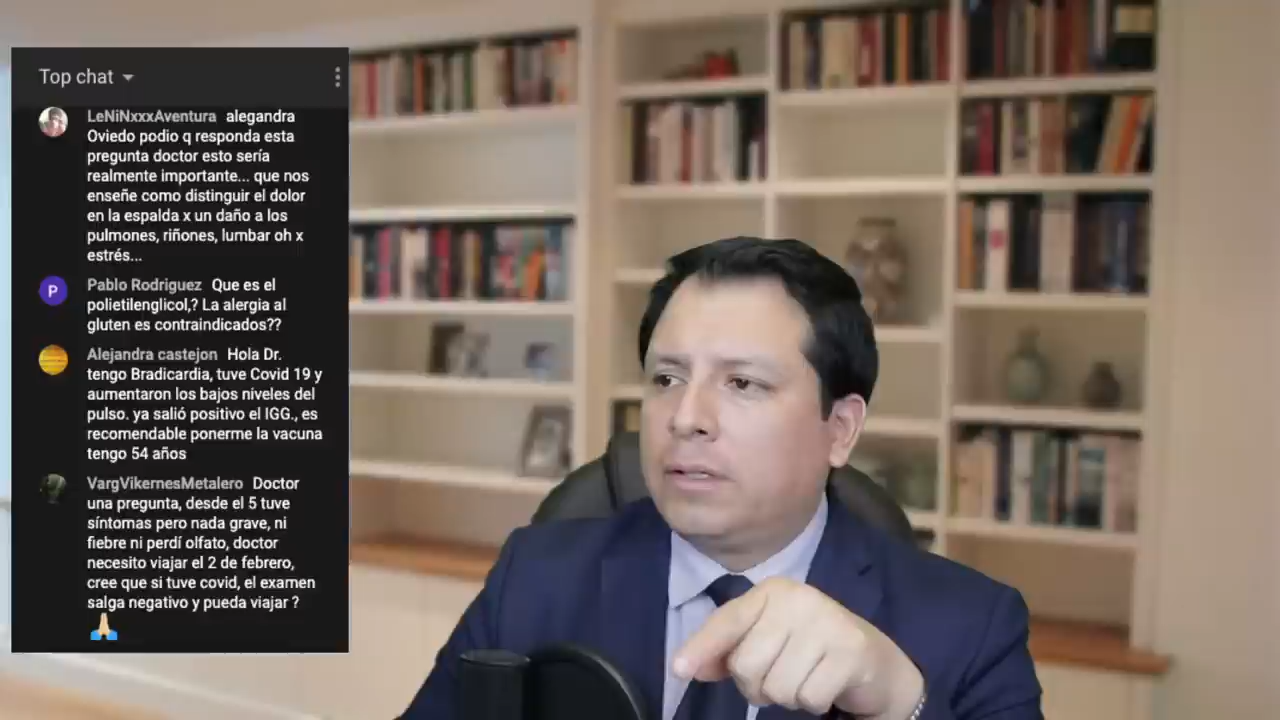 Top chat
LeNiNxxxAventura alegandra
Oviedo podio q responda esta
pregunta doctor esto sería
realmente importante... que nos
enseñe como distinguir el dolor
en la espalda x un daño a los
pulmones, riñones, lumbar oh x
estrés...
P
Pablo Rodriguez Que es el
polietilenglicol,? La alergia al
gluten es contraindicados??
Alejandra castejon Hola Dr.
tengo Bradicardia, tuve Covid 19 y
aumentaron los bajos niveles del
pulso. ya salió positivo el IGG., es
recomendable ponerme la vacuna
tengo 54 años
VargVikernesMetalero Doctor
una pregunta, desde el 5 tuve
síntomas pero nada grave, ni
fiebre ni perdí olfato, doctor
necesito viajar el 2 de febrero,
cree que si tuve covid, el examen
salga negativo y pueda viajar ?